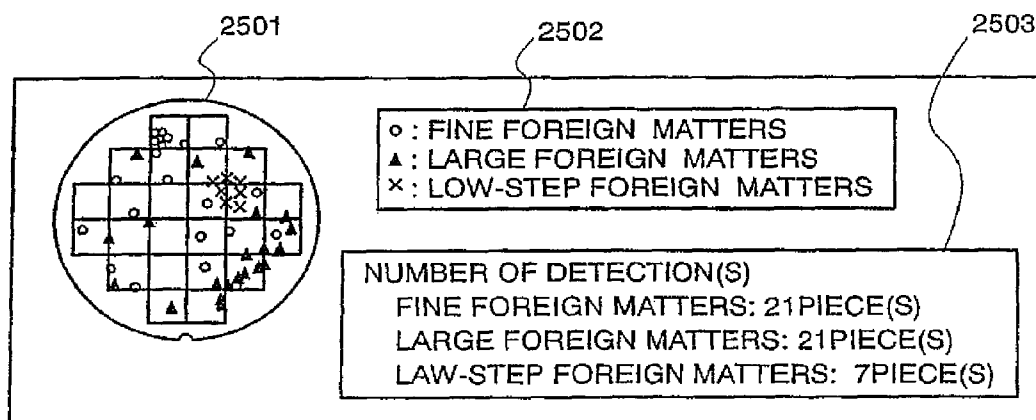 2501
2502
2503
o : FINE FOREIGN MATTERS
▲ : LARGE FOREIGN MATTERS
× : LOW-STEP FOREIGN MATTERS
NUMBER OF DETECTION(S)
FINE FOREIGN MATTERS: 21PIECE(S)
LARGE FOREIGN MATTERS: 21PIECE(S)
LAW-STEP FOREIGN MATTERS: 7PIECE(S)